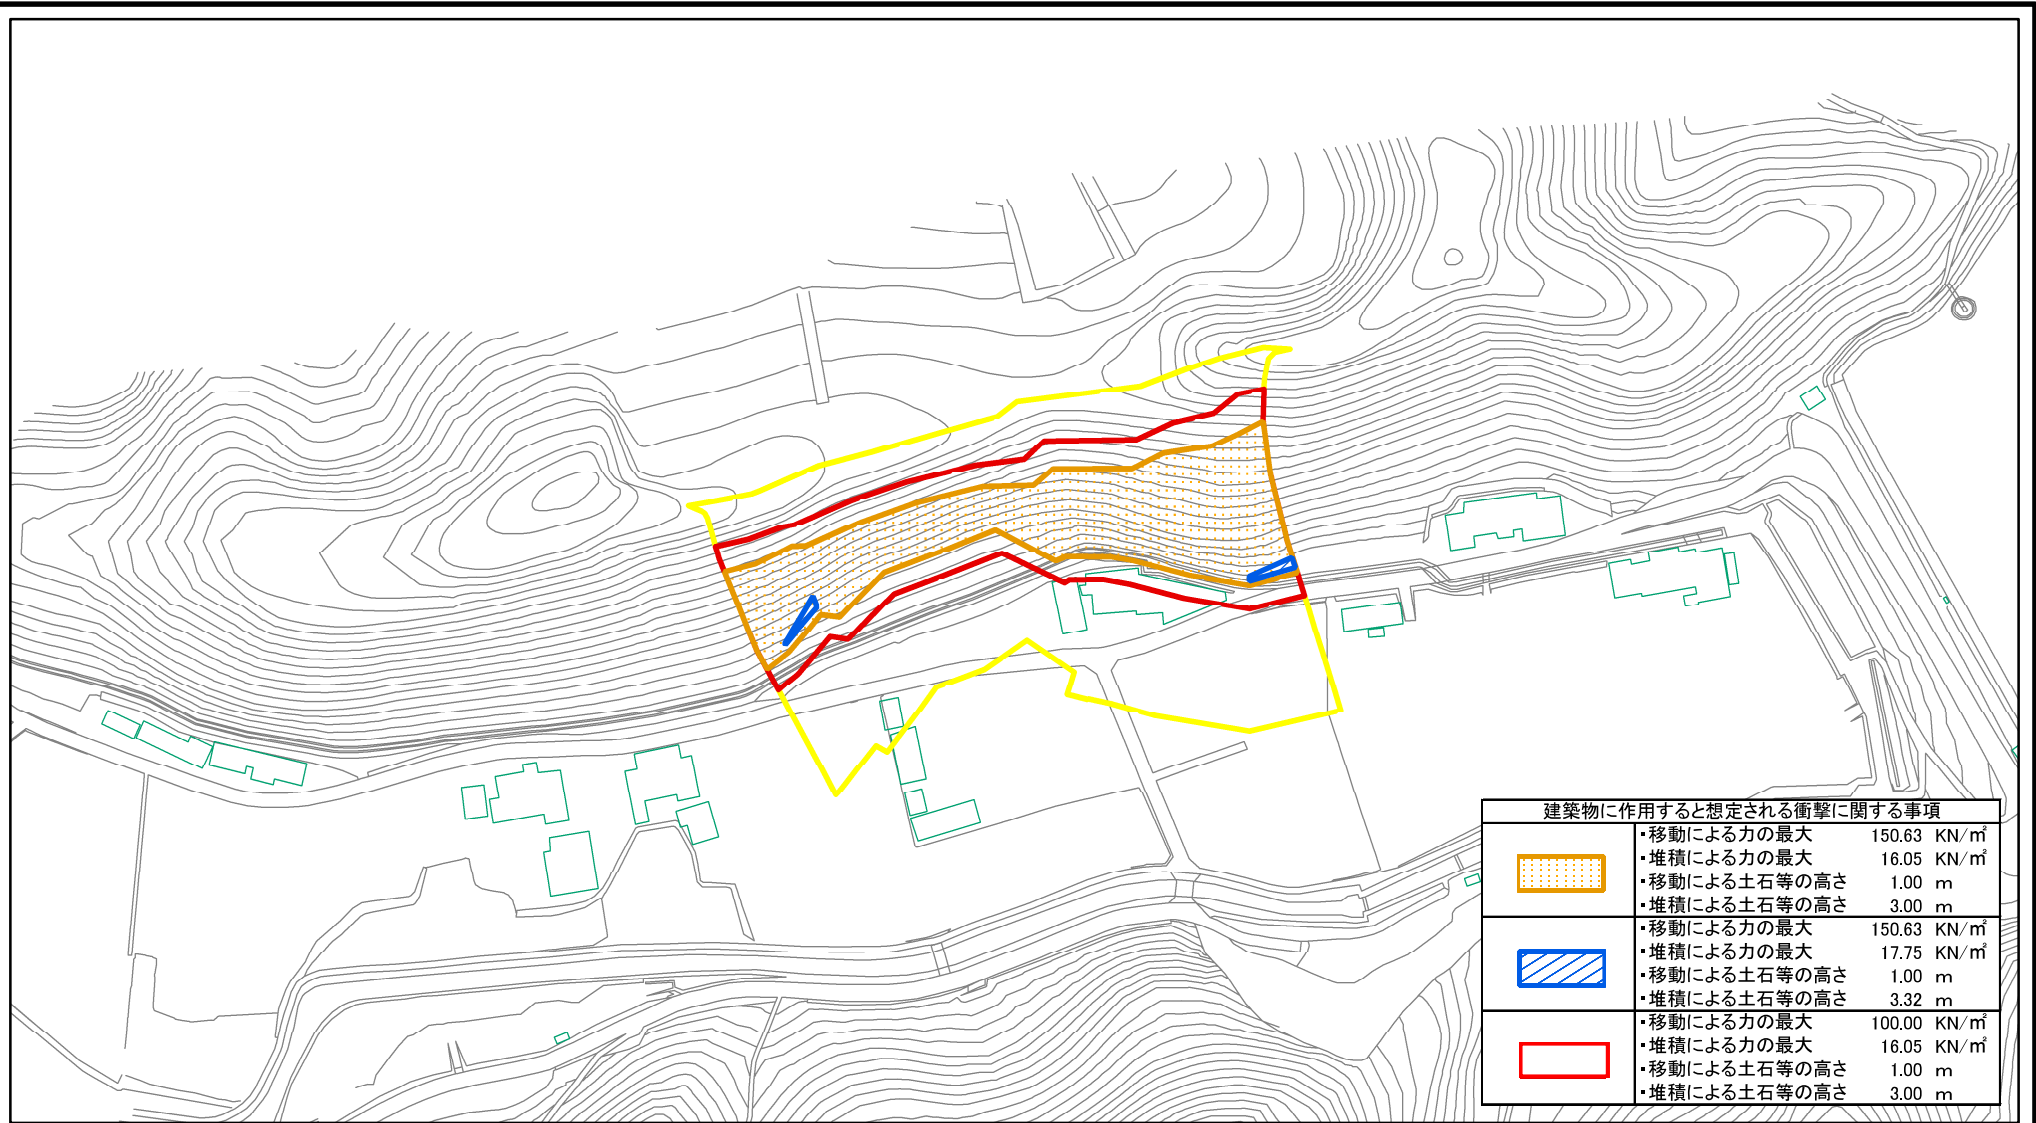 建築物に作用すると想定される衝撃に関する事項
・移動による力の最大 150.63 KN/㎡
・堆積による力の最大 16.05 KN/㎡
・移動による土石等の高さ 1.00 m
・堆積による土石等の高さ 3.00 m
・移動による力の最大 150.63 KN/㎡
・堆積による力の最大 17.75 KN/㎡
・移動による土石等の高さ 1.00 m
・堆積による土石等の高さ 3.32 m
・移動による力の最大 100.00 KN/㎡
・堆積による力の最大 16.05 KN/㎡
・移動による土石等の高さ 1.00 m
・堆積による土石等の高さ 3.00 m